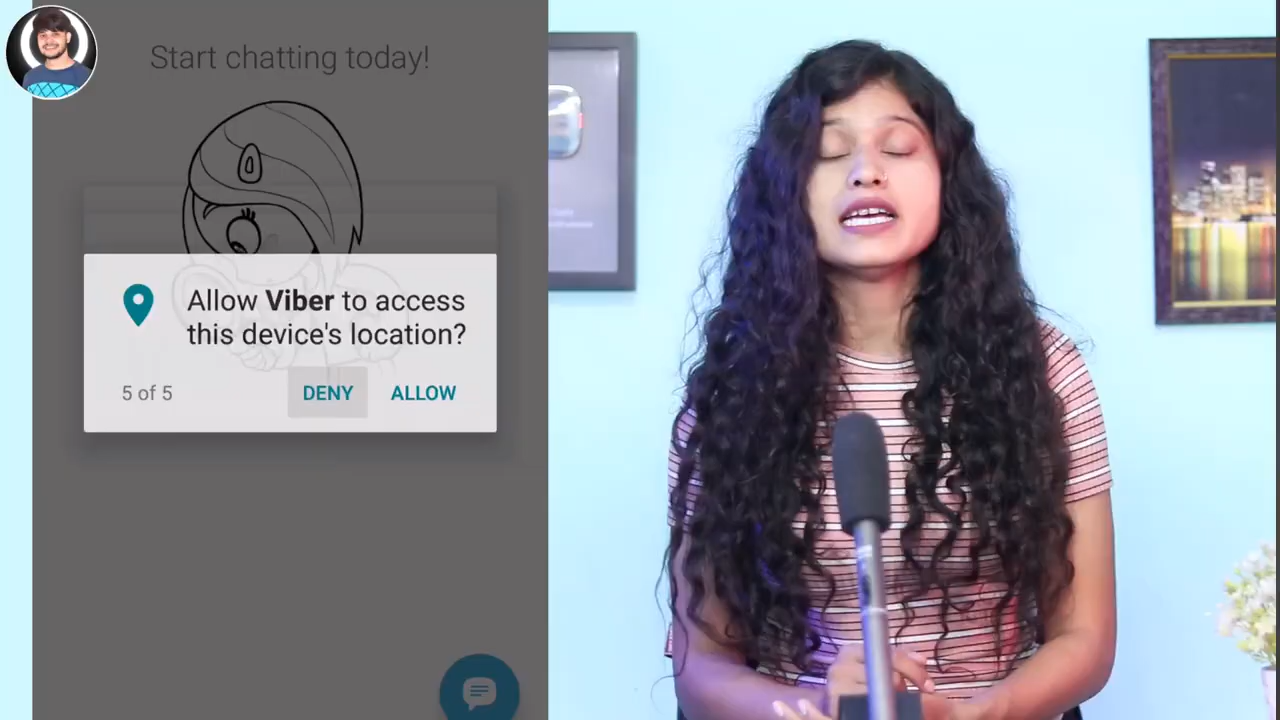 Start chatting today!
Allow Viber to access
this device's location?
5 of 5
DENY
ALLOW